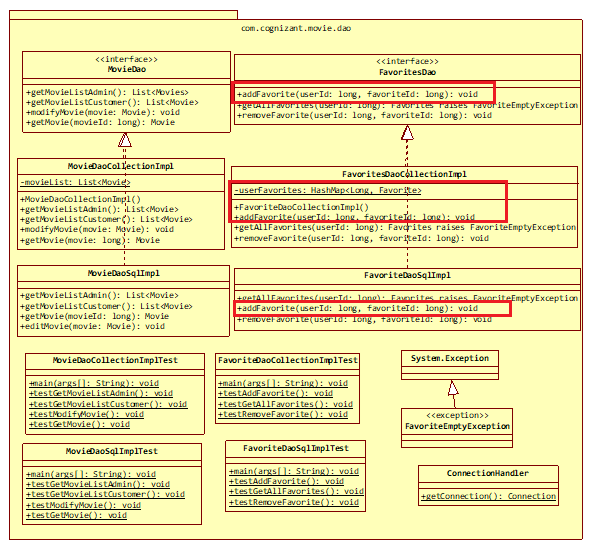 com.cognizant.movie.dao
<<interface>>
MovieDao
+getMovieListAdmin(): List<Movies>
+getMovieListCustomer(): List<Movie>
+modifyMovie(movie: Movie): void
+getMovie(movieId: long): Movie
<<interface>>
FavoritesDao
+addFavorite(userId: long, favoriteId: long): void
+getAllFavorites(userId: long): Favorites raises FavoriteEmptyException
+removeFavorite(userId: long, favoriteId: long): void
MovieDaoCollectionImpl
-movieList: List<Movie>
+MovieDaoCollectionImpl()
+getMovieListAdmin(): List<Movie>
+getMovieListCustomer(): List<Movie>
+modifyMovie(movie: Movie): void
+getMovie(movie: long): Movie
FavoritesDaoCollectionImpl
-userFavorites: HashMap<Long, Favorite>
+FavoriteDaoCollectionImpl()
+addFavorite(userId: long, favoriteId: long): void
+getAllFavorites(userId: long): Favorites raises FavoriteEmptyException
+removeFavorite(userId: long, favoriteId: long): void
MovieDaoSqlImpl
+getMovieListAdmin(): List<Movie>
+getMovieListCustomer(): List<Movie>
+getMovie(movieId: long): Movie
+editMovie(movie: Movie): void
FavoriteDaoSqlImpl
+getAllFavorites(userId: long): Favorites raises FavoriteEmptyException
+addFavorite(userId: long, favoriteId: long): void
+removeFavorite(userId: long, favoriteId: long): void
MovieDaoCollectionImplTest
+main(args[]: String): void
+testGetMovieListAdmin(): void
+testGetMovieListCustomer(): void
+testModifyMovie(): void
+testGetMovie(): void
FavoriteDaoCollectionImplTest
+main(args[]: String): void
+testAddFavorite(): void
+testGetAllFavorites(): void
+testRemoveFavorite(): void
System.Exception
<<exception>>
FavoriteEmptyException
MovieDaoSqlImplTest
+main(args[]: String): void
+testGetMovieListAdmin(): void
+testGetMovieListCustomer(): void
+testModifyMovie(): void
+testGetMovie(): void
FavoriteDaoSqlImplTest
+main(args[]: String): void
+testAddFavorite(): void
+testGetAllFavorites(): void
+testRemoveFavorite(): void
ConnectionHandler
+getConnection(): Connection